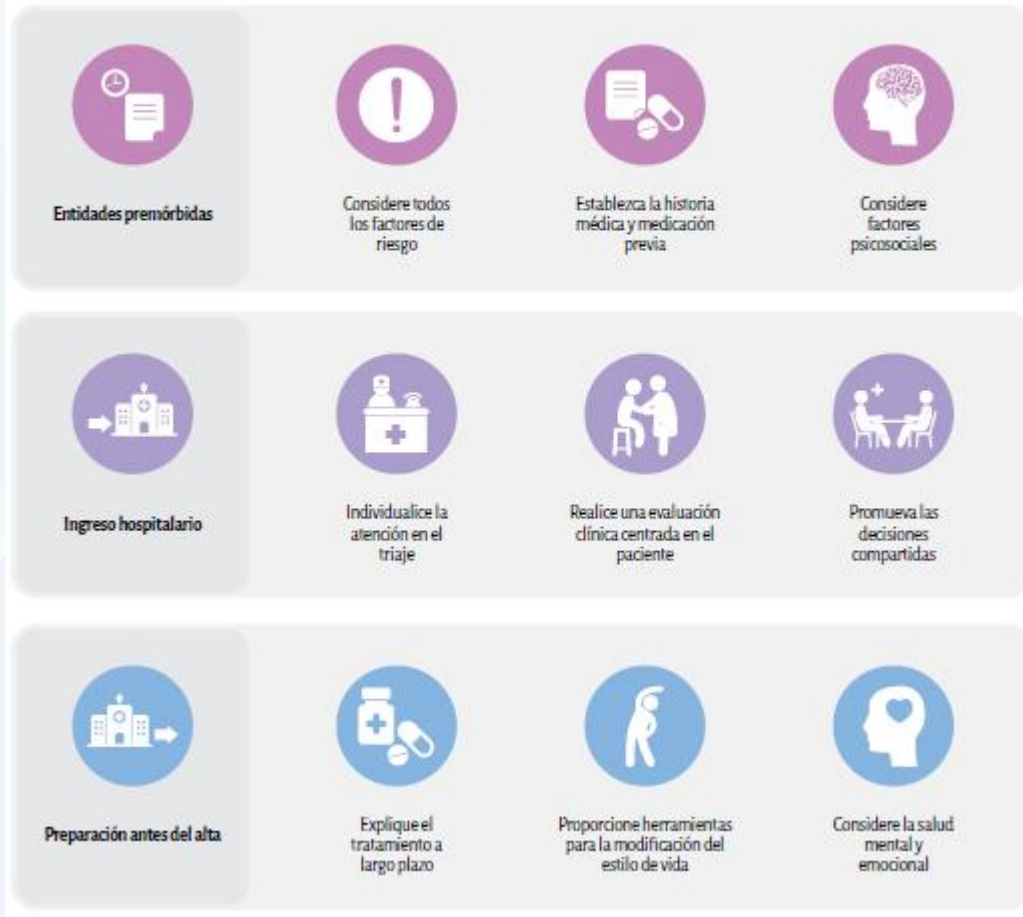 Entidades premórbidas
Considere todos
los factores de
riesgo
Establezca la historia
médica y medicación
previa
Considere
factores
psicosociales
Ingreso hospitalario
Individualice la
atención en el
triaje
Realice una evaluación
clínica centrada en el
paciente
Promueva las
decisiones
compartidas
Preparación antes del alta
Explique el
tratamiento a
largo plazo
Proporcione herramientas
para la modificación del
estilo de vida
Considere la salud
mental y
emocional